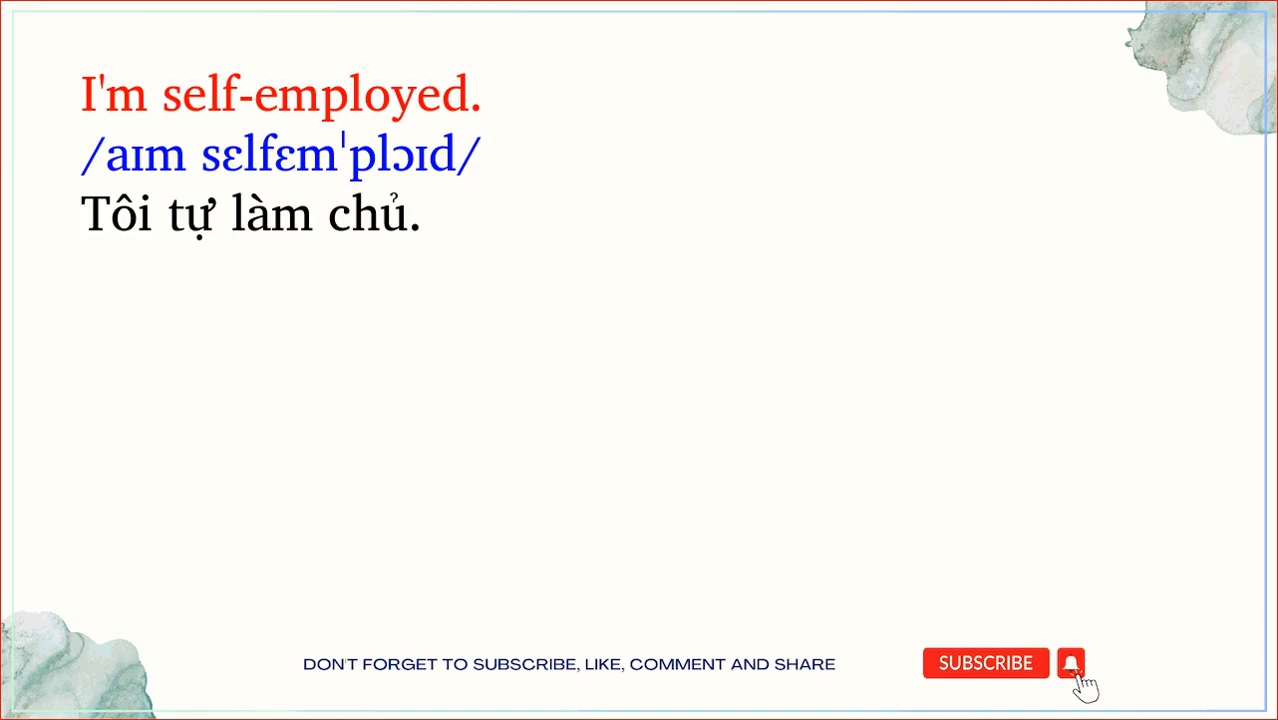 I'm self-employed.
/aɪm sɛlfɛmˈplɔɪd/
Tôi tự làm chủ.
DON'T FORGET TO SUBSCRIBE, LIKE, COMMENT AND SHARE
SUBSCRIBE